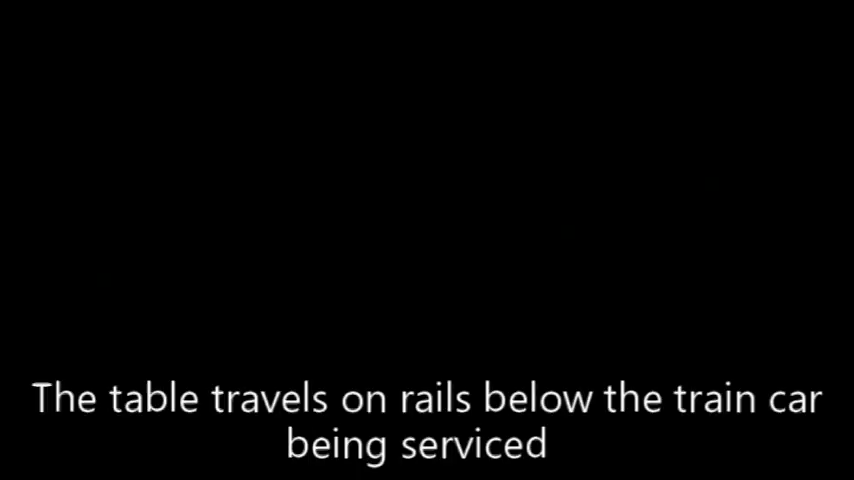 The table travels on rails below the train car
being serviced